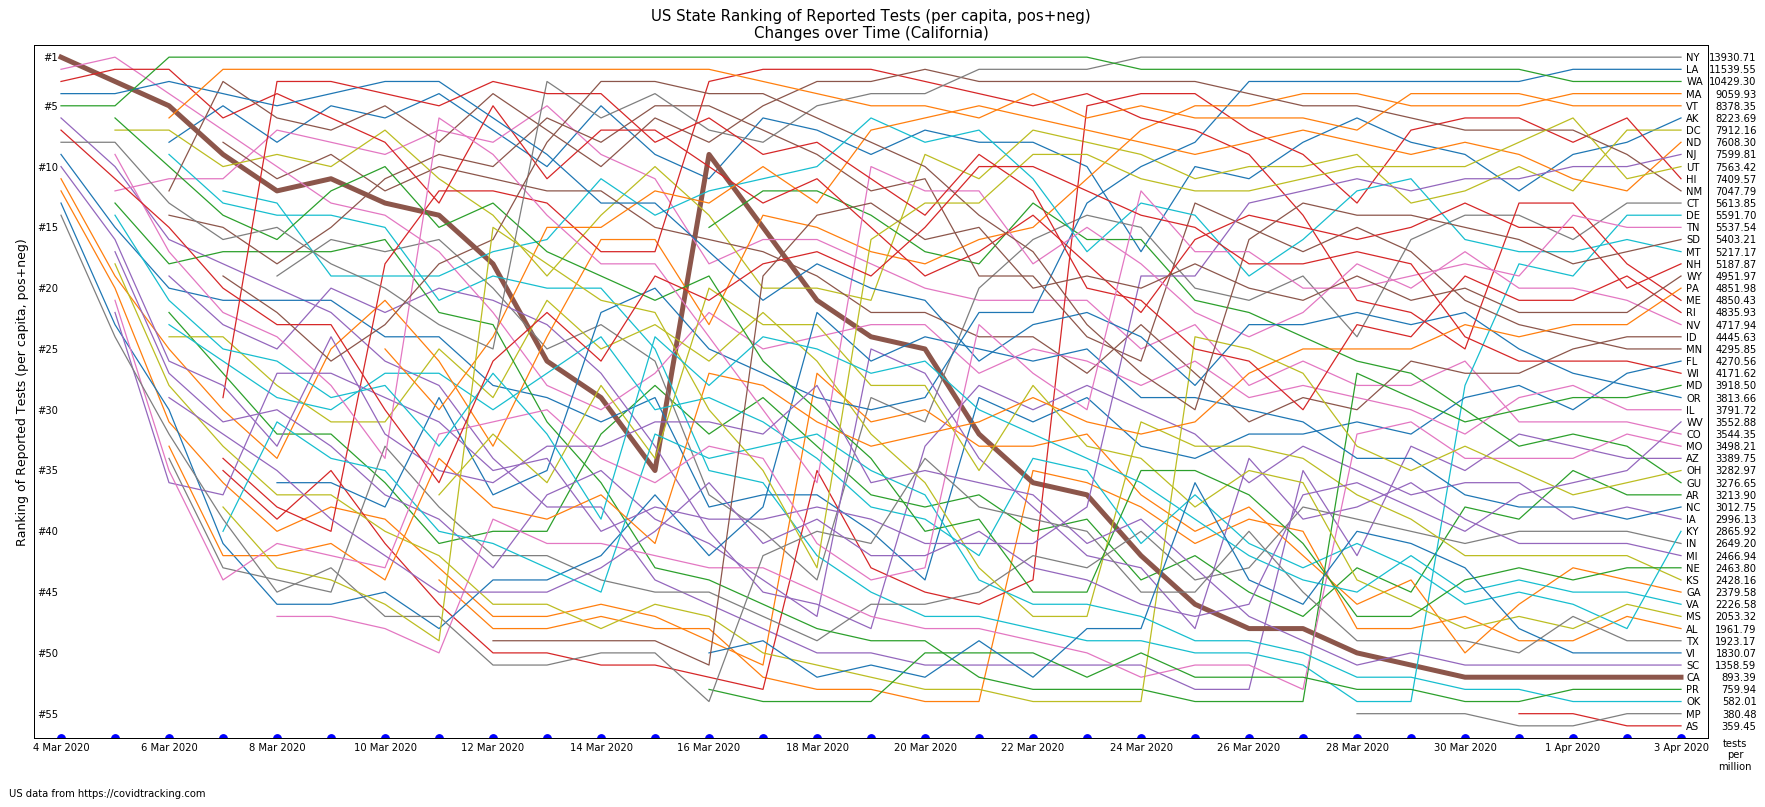 US State Ranking of Reported Tests (per capita, pos+neg)
Changes over Time (California)
Ranking of Reported Tests (per capita, pos+neg)
#1
#5
#10
#15
#20
#25
#30
#35
#40
#45
#50
#55
NY 13930.71
LA 11539.55
WA 10429.30
MA 9059.93
VT 8378.35
AK 8223.69
DC 7912.16
ND 7608.30
NJ 7599.81
UT 7563.42
HI 7409.57
NM 7047.79
CT 5613.85
DE 5591.70
TN 5537.54
SD 5403.21
MT 5217.17
NH 5187.87
WY 4951.97
PA 4851.98
ME 4850.43
RI 4835.93
NV 4717.94
ID 4445.63
MN 4295.85
FL 4270.56
WI 4171.62
MD 3918.50
OR 3813.66
IL 3791.72
WV 3552.88
CO 3544.35
MO 3498.21
AZ 3389.75
OH 3282.97
GU 3276.65
AR 3213.90
NC 3012.75
IA 2996.13
KY 2865.92
IN 2649.20
MI 2466.94
NE 2463.80
KS 2428.16
GA 2379.58
VA 2226.58
MS 2053.32
AL 1961.79
TX 1923.17
VI 1830.07
SC 1358.59
CA 893.39
PR 759.94
OK 582.01
MP 380.48
AS 359.45
4 Mar 2020 6 Mar 2020 8 Mar 2020 10 Mar 2020 12 Mar 2020 14 Mar 2020 16 Mar 2020 18 Mar 2020 20 Mar 2020 22 Mar 2020 24 Mar 2020 26 Mar 2020 28 Mar 2020 30 Mar 2020 1 Apr 2020 3 Apr 2020
tests
per
million
US data from https://covidtracking.com